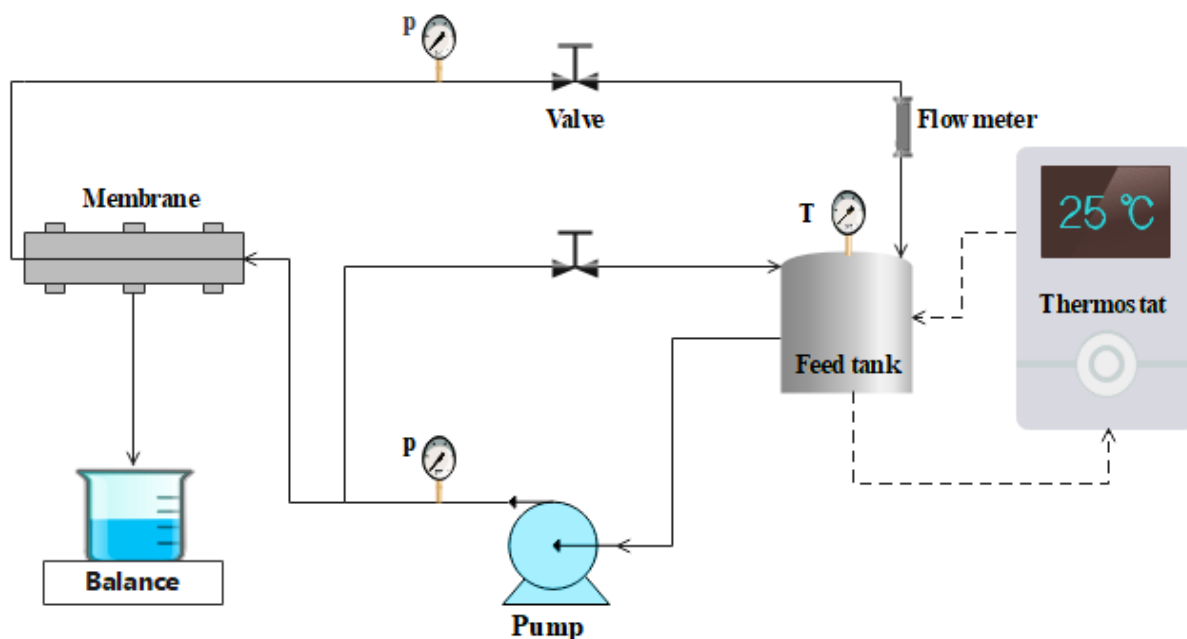 p
Valve
Flow meter
Membrane
T
25 ℃
Thermostat
Feed tank
p
Balance
Pump